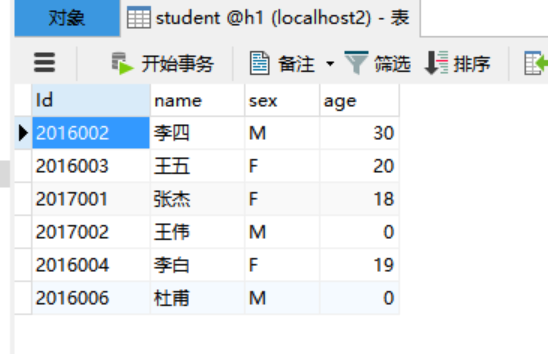 对象 student @h1 (localhost2) - 表
开始事务 备注 筛选 排序
Id name sex age
2016002 李四 M 30
2016003 王五 F 20
2017001 张杰 F 18
2017002 王伟 M 0
2016004 李白 F 19
2016006 杜甫 M 0